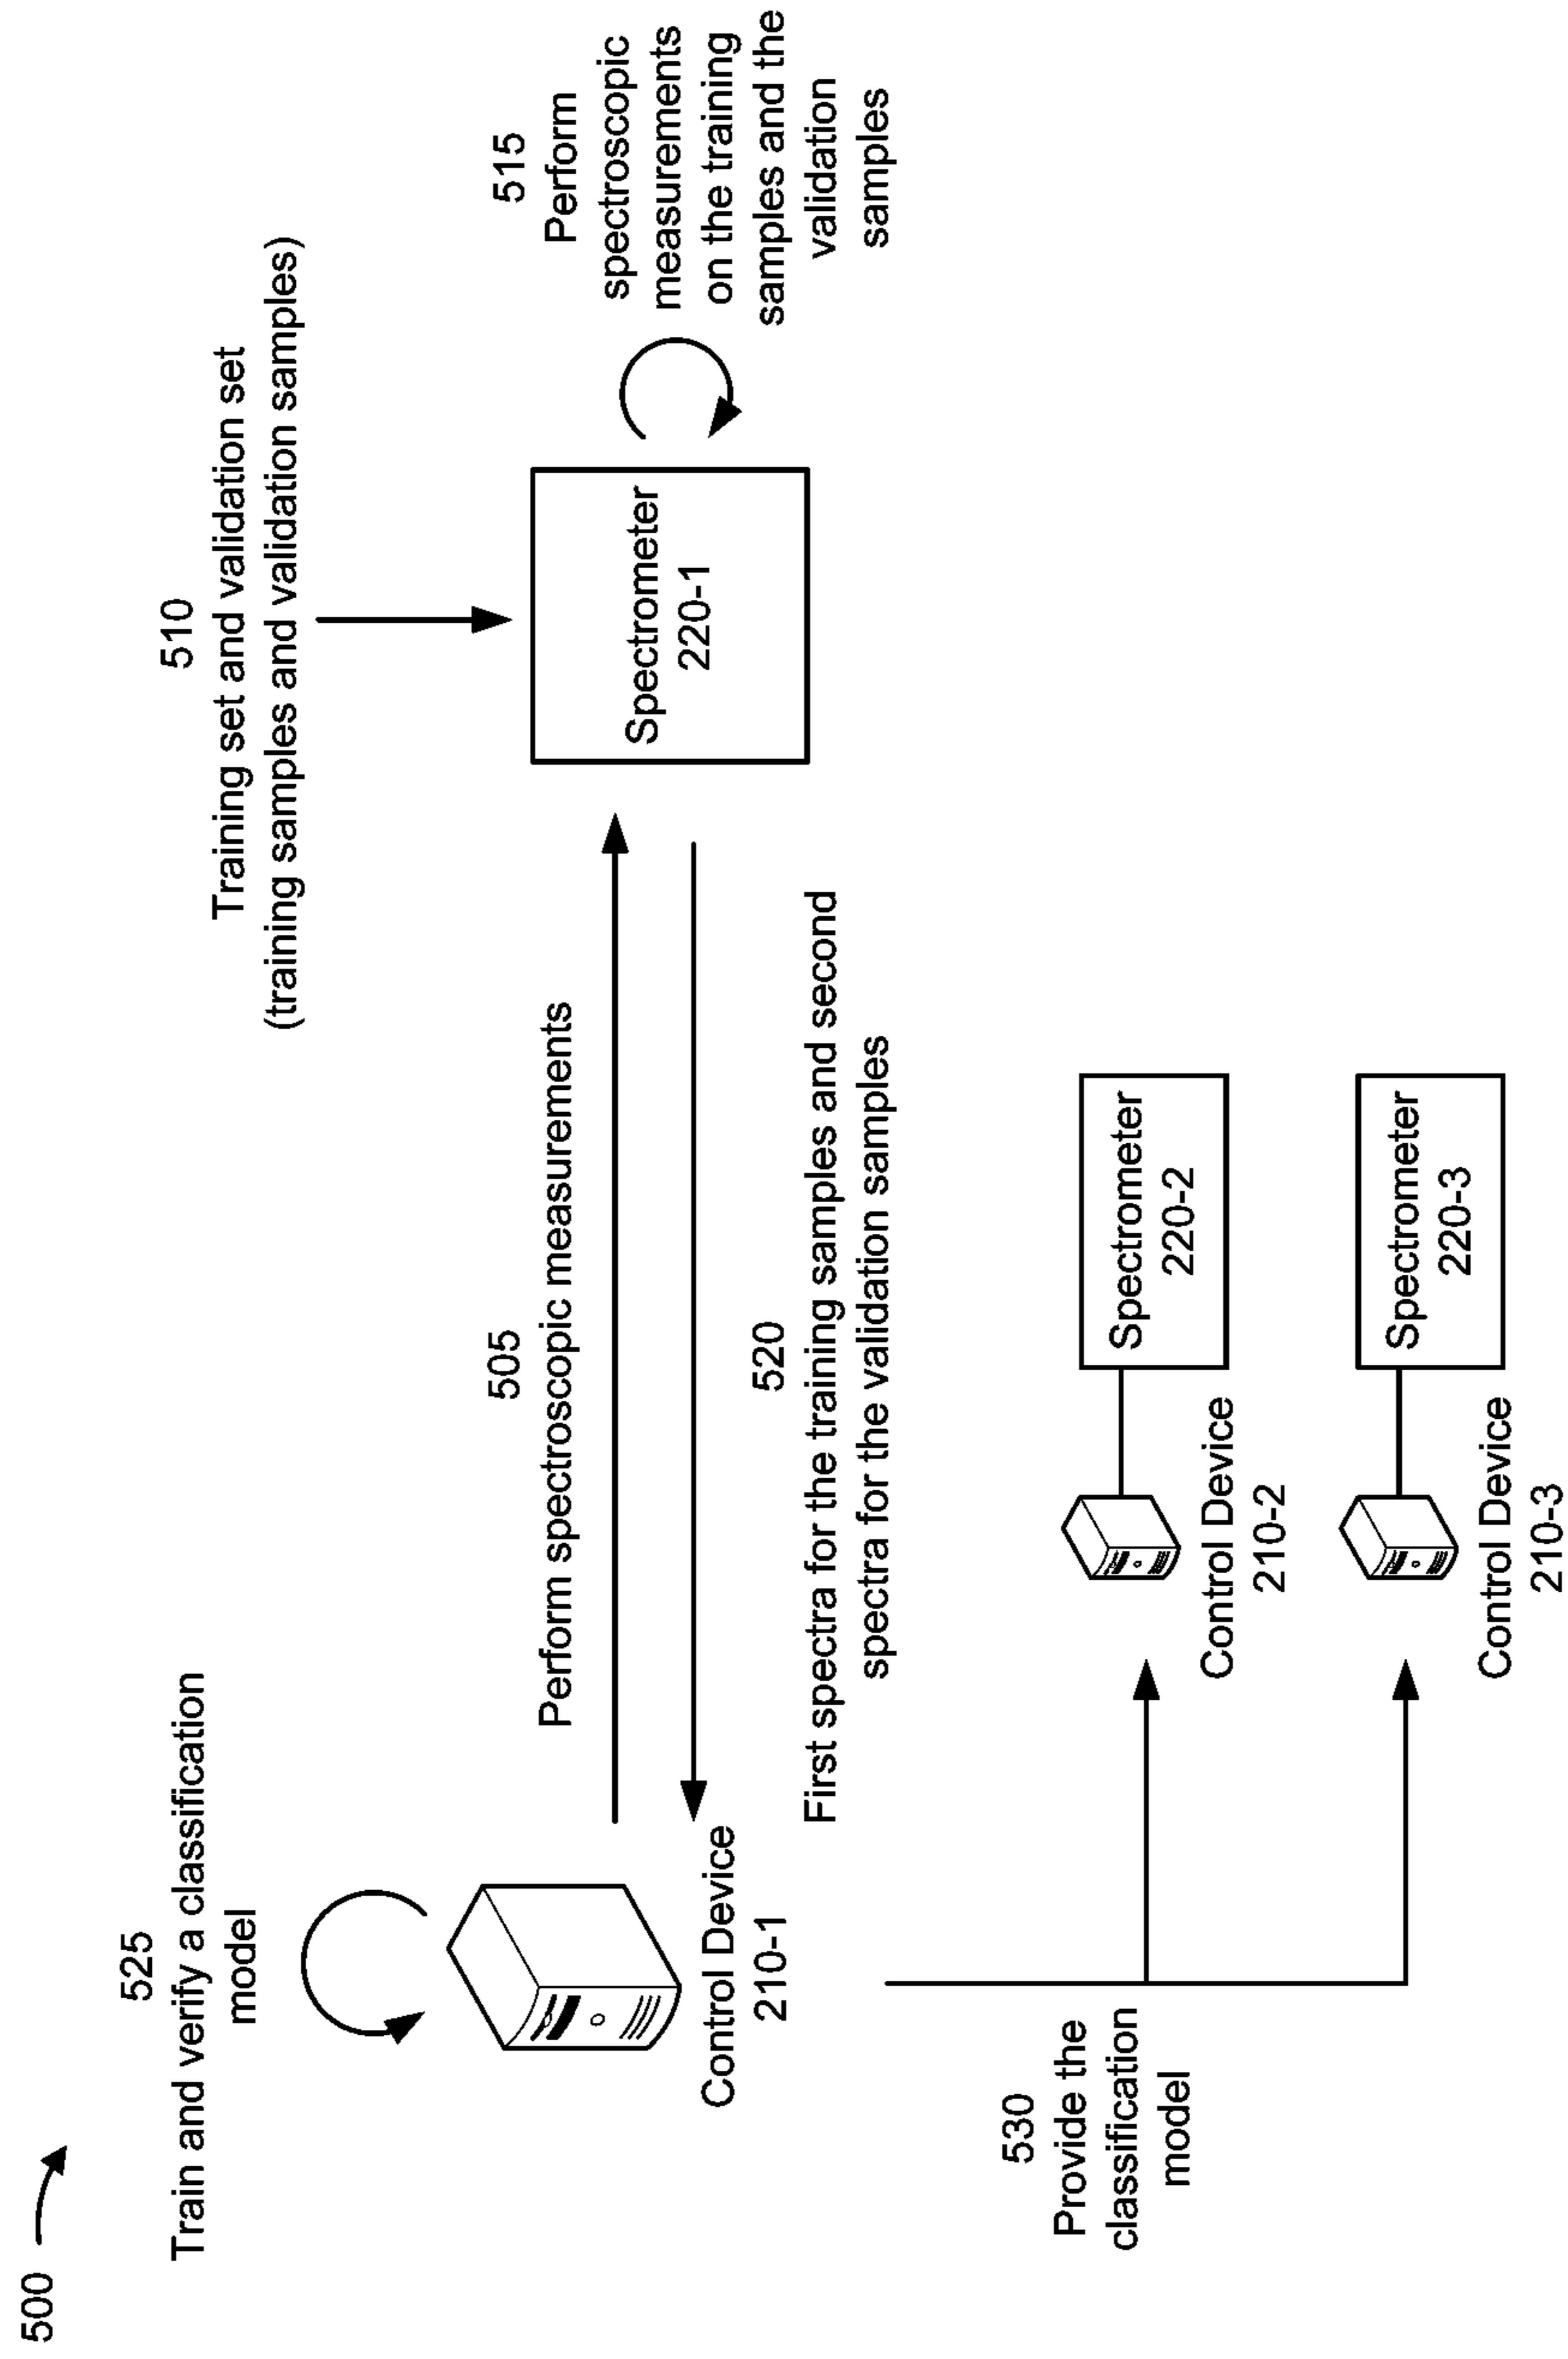 500
525
Train and verify a classification
model
Control Device
210-1
505
Perform spectroscopic measurements
510
Training set and validation set
(training samples and validation samples)
Spectrometer
220-1
515
Perform
spectroscopic
measurements
on the training
samples and the
validation
samples
520
First spectra for the training samples and second
spectra for the validation samples
530
Provide the
classification
model
Control Device
210-2
Spectrometer
220-2
Control Device
210-3
Spectrometer
220-3